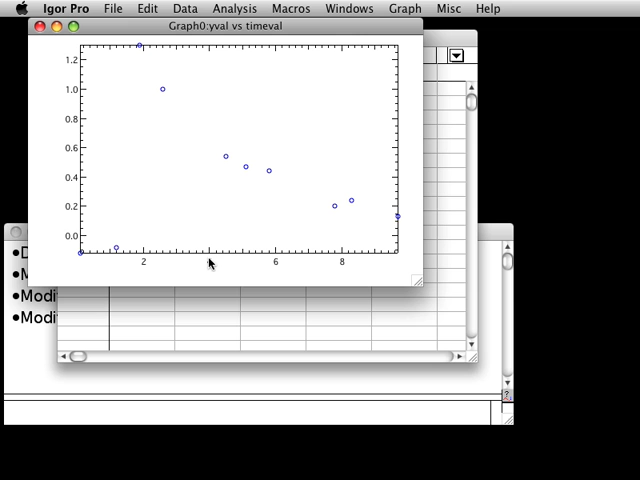 Igor Pro File Edit Data Analysis Macros Windows Graph Misc Help
Graph0:yval vs timeval
1.2
1.0
0.8
0.6
0.4
0.2
0.0
2 6 8
•D
•M
•Modi
•Modi